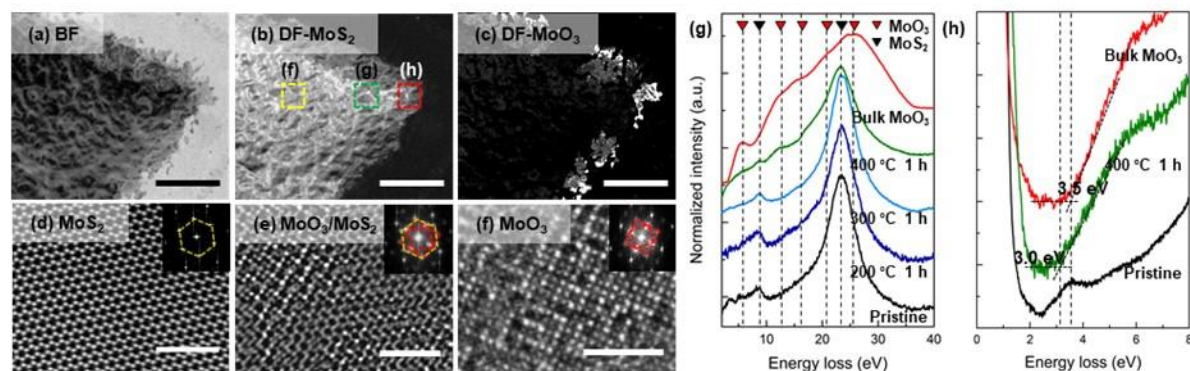 (a) BF
(b) DF-MoS2
(c) DF-MoO3
(f)
(g)
(h)
(d) MoS2
(e) MoO3/MoS2
(f) MoO3
(g)
MoO3
MoS2
Bulk MoO3
400 °C 1 h
300 °C 1 h
200 °C 1 h
Pristine
Normalized intensity (a.u.)
10 20 30 40
Energy loss (eV)
(h)
Bulk MoO3
400 °C 1 h
3.5 eV
3.0 eV
Pristine
2 4 6 8
Energy loss (eV)